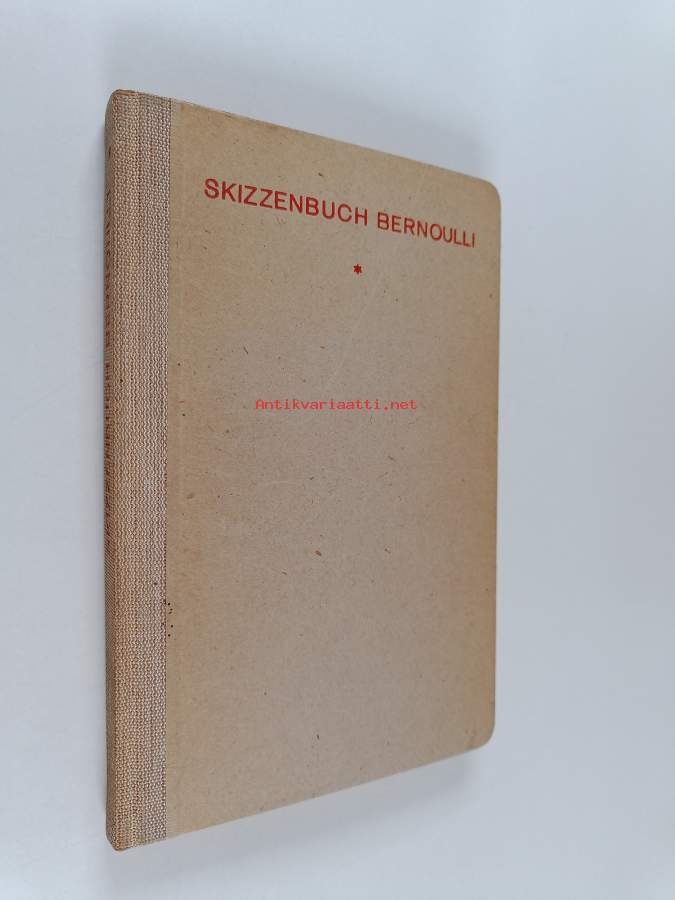 SKIZZENBUCH BERNOULLI
*
Antikvariaatti.net